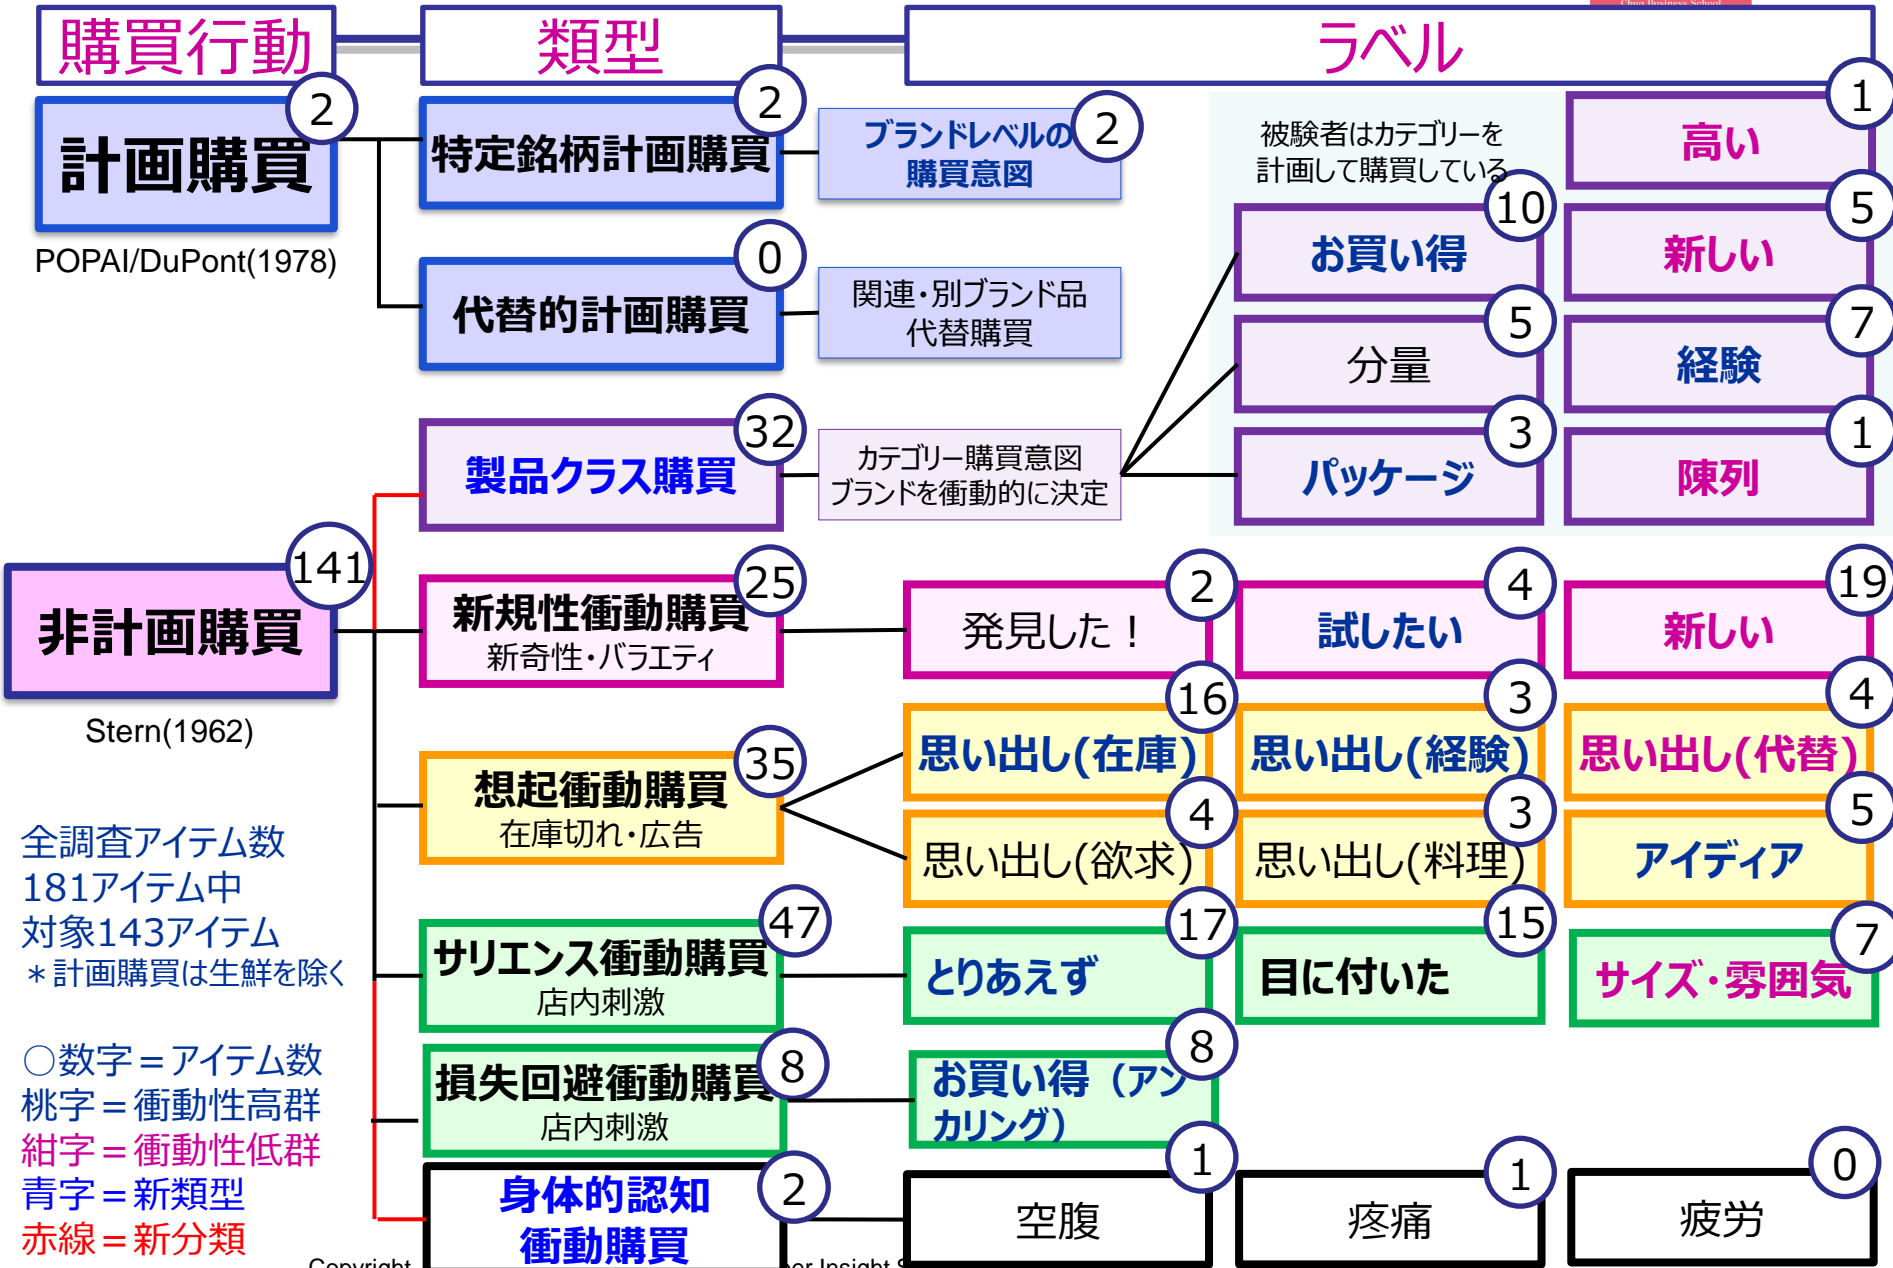 Chuo Business School
購買行動
類型
ラベル
2
計画購買
POPAI/DuPont(1978)
2
特定銘柄計画購買
2
ブランドレベルの
購買意図
0
代替的計画購買
関連・別ブランド品
代替購買
被験者はカテゴリーを
計画して購買している
1
高い
10
お買い得
5
新しい
5
分量
7
経験
3
パッケージ
1
陳列
32
製品クラス購買
カテゴリー購買意図
ブランドを衝動的に決定
141
非計画購買
Stern(1962)
25
新規性衝動購買
新奇性・バラエティ
2
発見した！
4
試したい
19
新しい
35
想起衝動購買
在庫切れ・広告
16
思い出し(在庫)
3
思い出し(経験)
4
思い出し(代替)
4
思い出し(欲求)
3
思い出し(料理)
5
アイディア
47
サリエンス衝動購買
店内刺激
17
とりあえず
15
目に付いた
7
サイズ・雰囲気
8
損失回避衝動購買
店内刺激
8
お買い得（アン
カリング）
2
身体的認知
衝動購買
1
空腹
1
疼痛
0
疲労
全調査アイテム数
181アイテム中
対象143アイテム
＊計画購買は生鮮を除く
○数字＝アイテム数
桃字＝衝動性高群
紺字＝衝動性低群
青字＝新類型
赤線＝新分類
Copyright
Insight